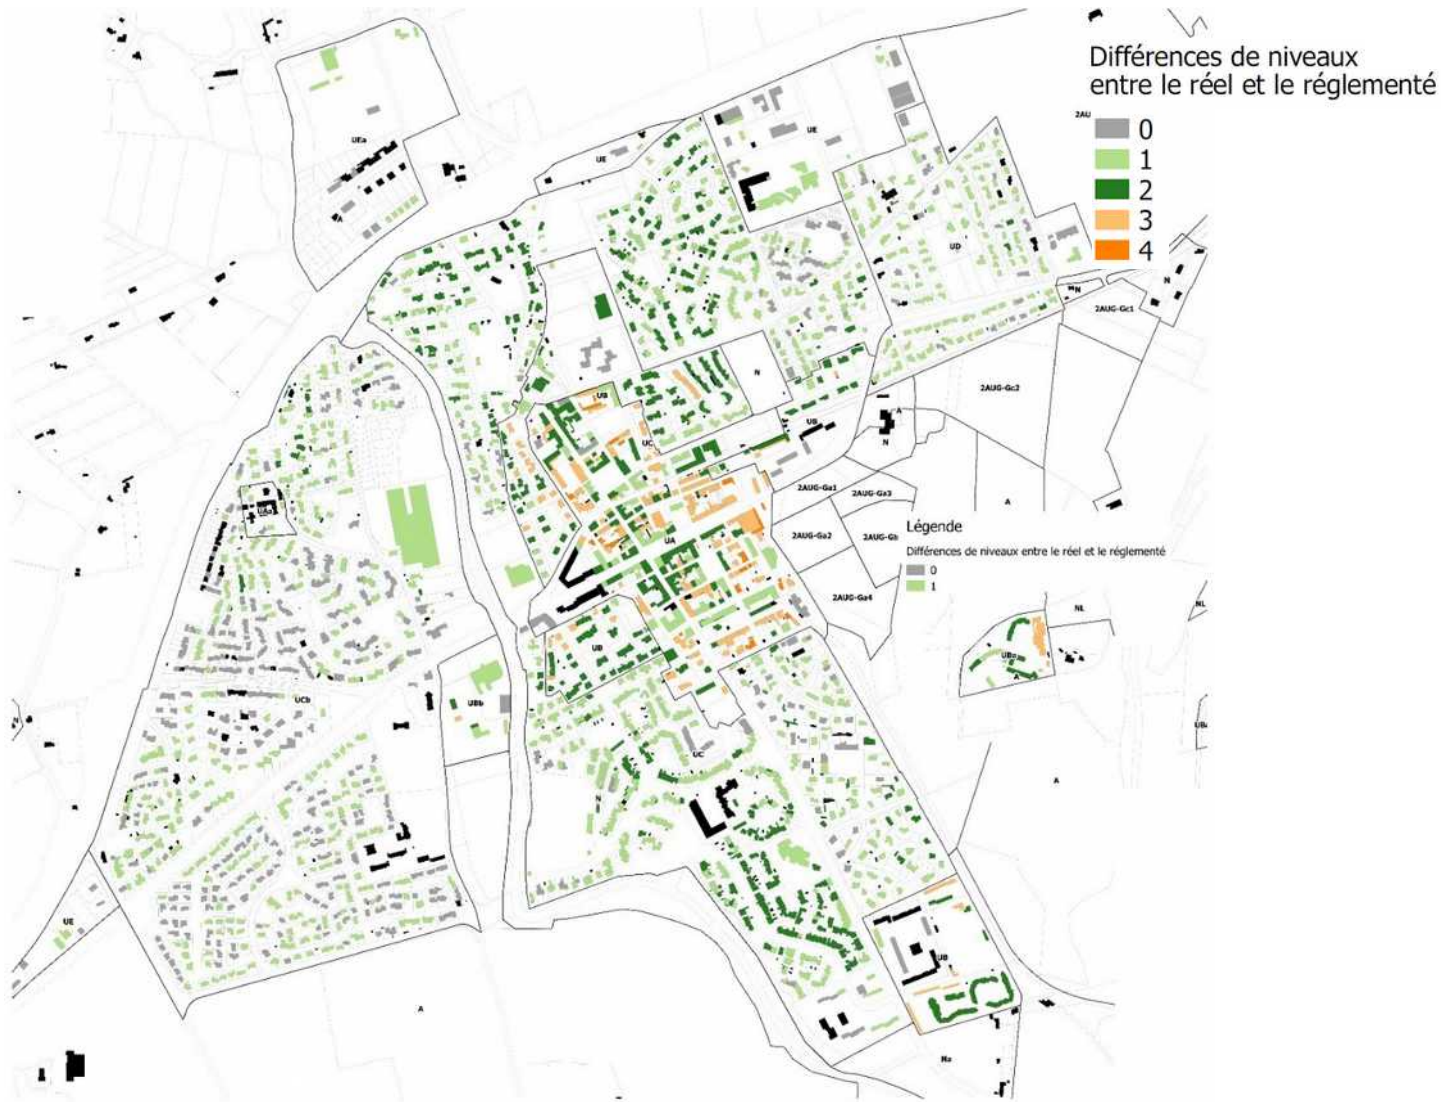 Différences de niveaux
entre le réel et le réglementé
2AU
0
1
2
3
4
A
UEa
A
UE
UE
UD
N
N
2AUG-Gc1
2AUG-Gc2
N
UB
UC
UB
A
N
2AUG-Ga1
2AUG-Ga3
A
2AUG-Ga2
2AUG-Gb
UA
Légende
Différences de niveaux entre le réel et le réglementé
0
1
2AUG-Ga4
NL
NL
UB
UBa
A
UCb
UBb
N
UC
A
N
UE
UB
A
Na